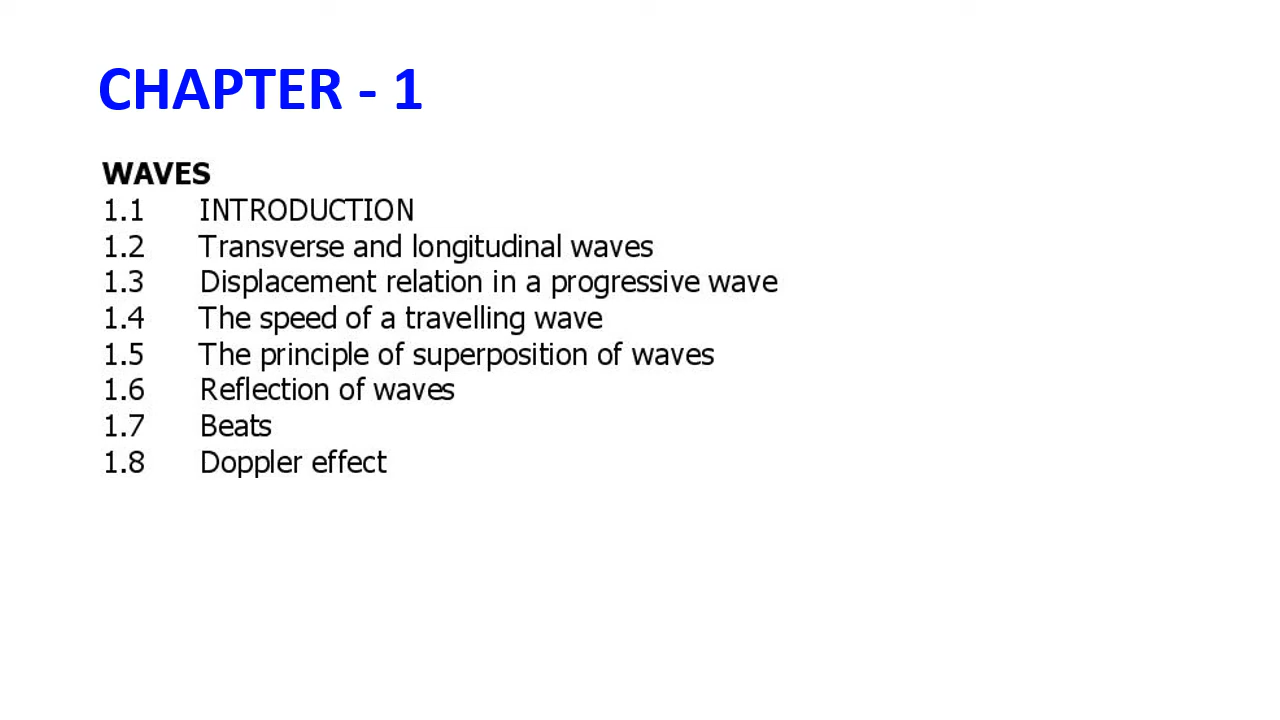 CHAPTER - 1
WAVES
1.1 INTRODUCTION
1.2 Transverse and longitudinal waves
1.3 Displacement relation in a progressive wave
1.4 The speed of a travelling wave
1.5 The principle of superposition of waves
1.6 Reflection of waves
1.7 Beats
1.8 Doppler effect